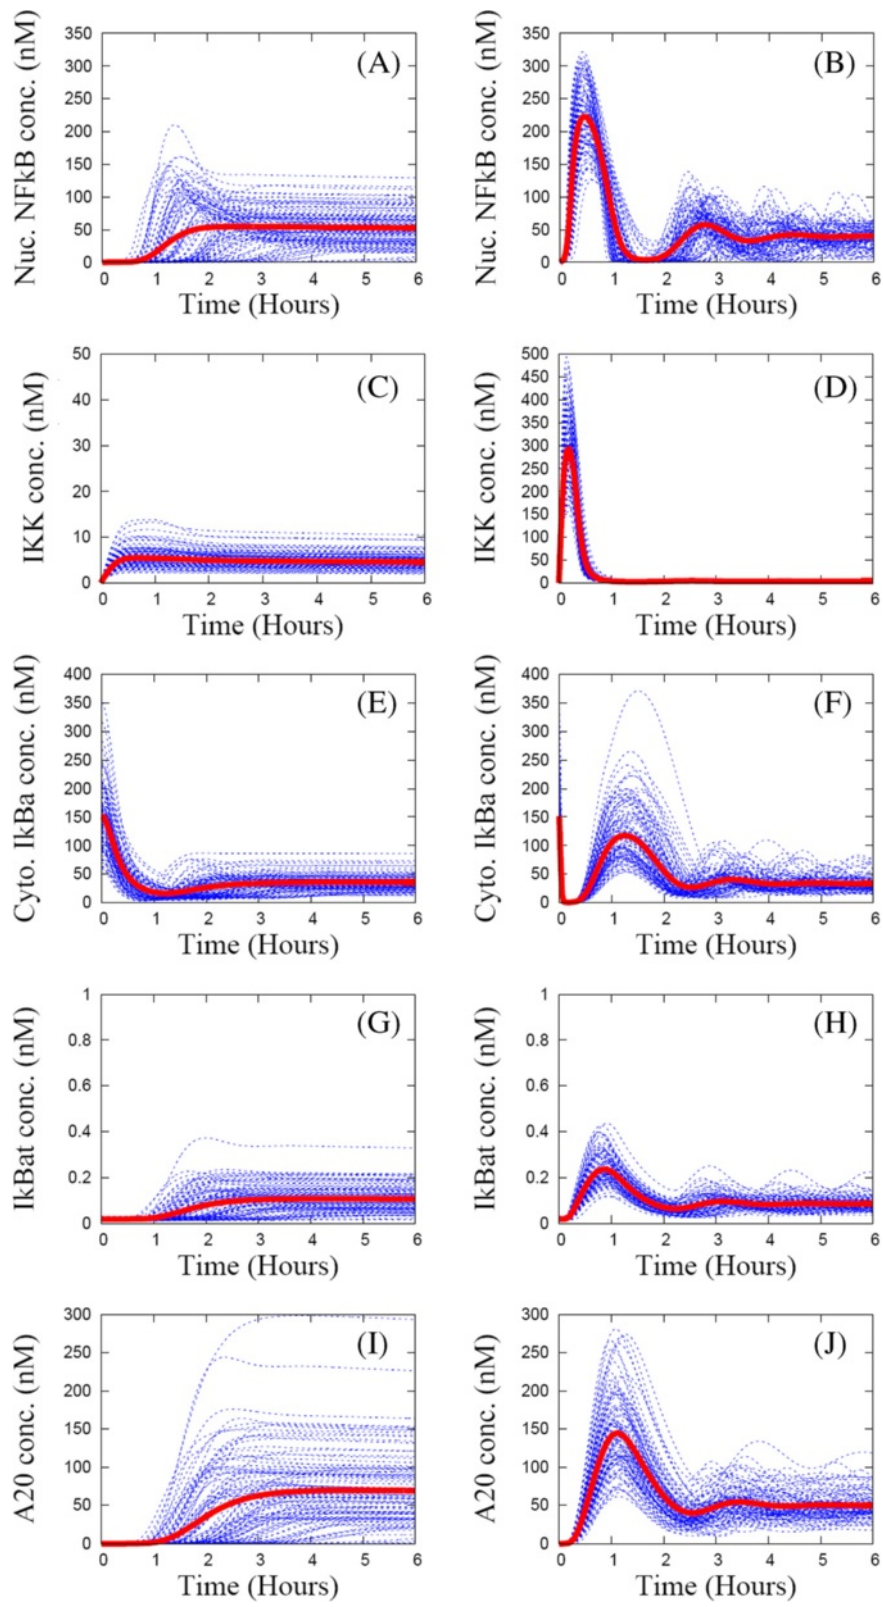 Nuc. NFkB conc. (nM)
350
300
250
200
150
100
50
0
(A)
0 1 2 3 4 5 6
Time (Hours)
Nuc. NFkB conc. (nM)
350
300
250
200
150
100
50
0
(B)
0 1 2 3 4 5 6
Time (Hours)
IKK conc. (nM)
50
40
30
20
10
0
(C)
0 1 2 3 4 5 6
Time (Hours)
IKK conc. (nM)
500
450
400
350
300
250
200
150
100
50
0
(D)
0 1 2 3 4 5 6
Time (Hours)
Cyto. IkBa conc. (nM)
400
350
300
250
200
150
100
50
0
(E)
0 1 2 3 4 5 6
Time (Hours)
Cyto. IkBa conc. (nM)
400
350
300
250
200
150
100
50
0
(F)
0 1 2 3 4 5 6
Time (Hours)
IkBat conc. (nM)
1
0.8
0.6
0.4
0.2
0
(G)
0 1 2 3 4 5 6
Time (Hours)
IkBat conc. (nM)
1
0.8
0.6
0.4
0.2
0
(H)
0 1 2 3 4 5 6
Time (Hours)
A20 conc. (nM)
300
250
200
150
100
50
0
(I)
0 1 2 3 4 5 6
Time (Hours)
A20 conc. (nM)
300
250
200
150
100
50
0
(J)
0 1 2 3 4 5 6
Time (Hours)